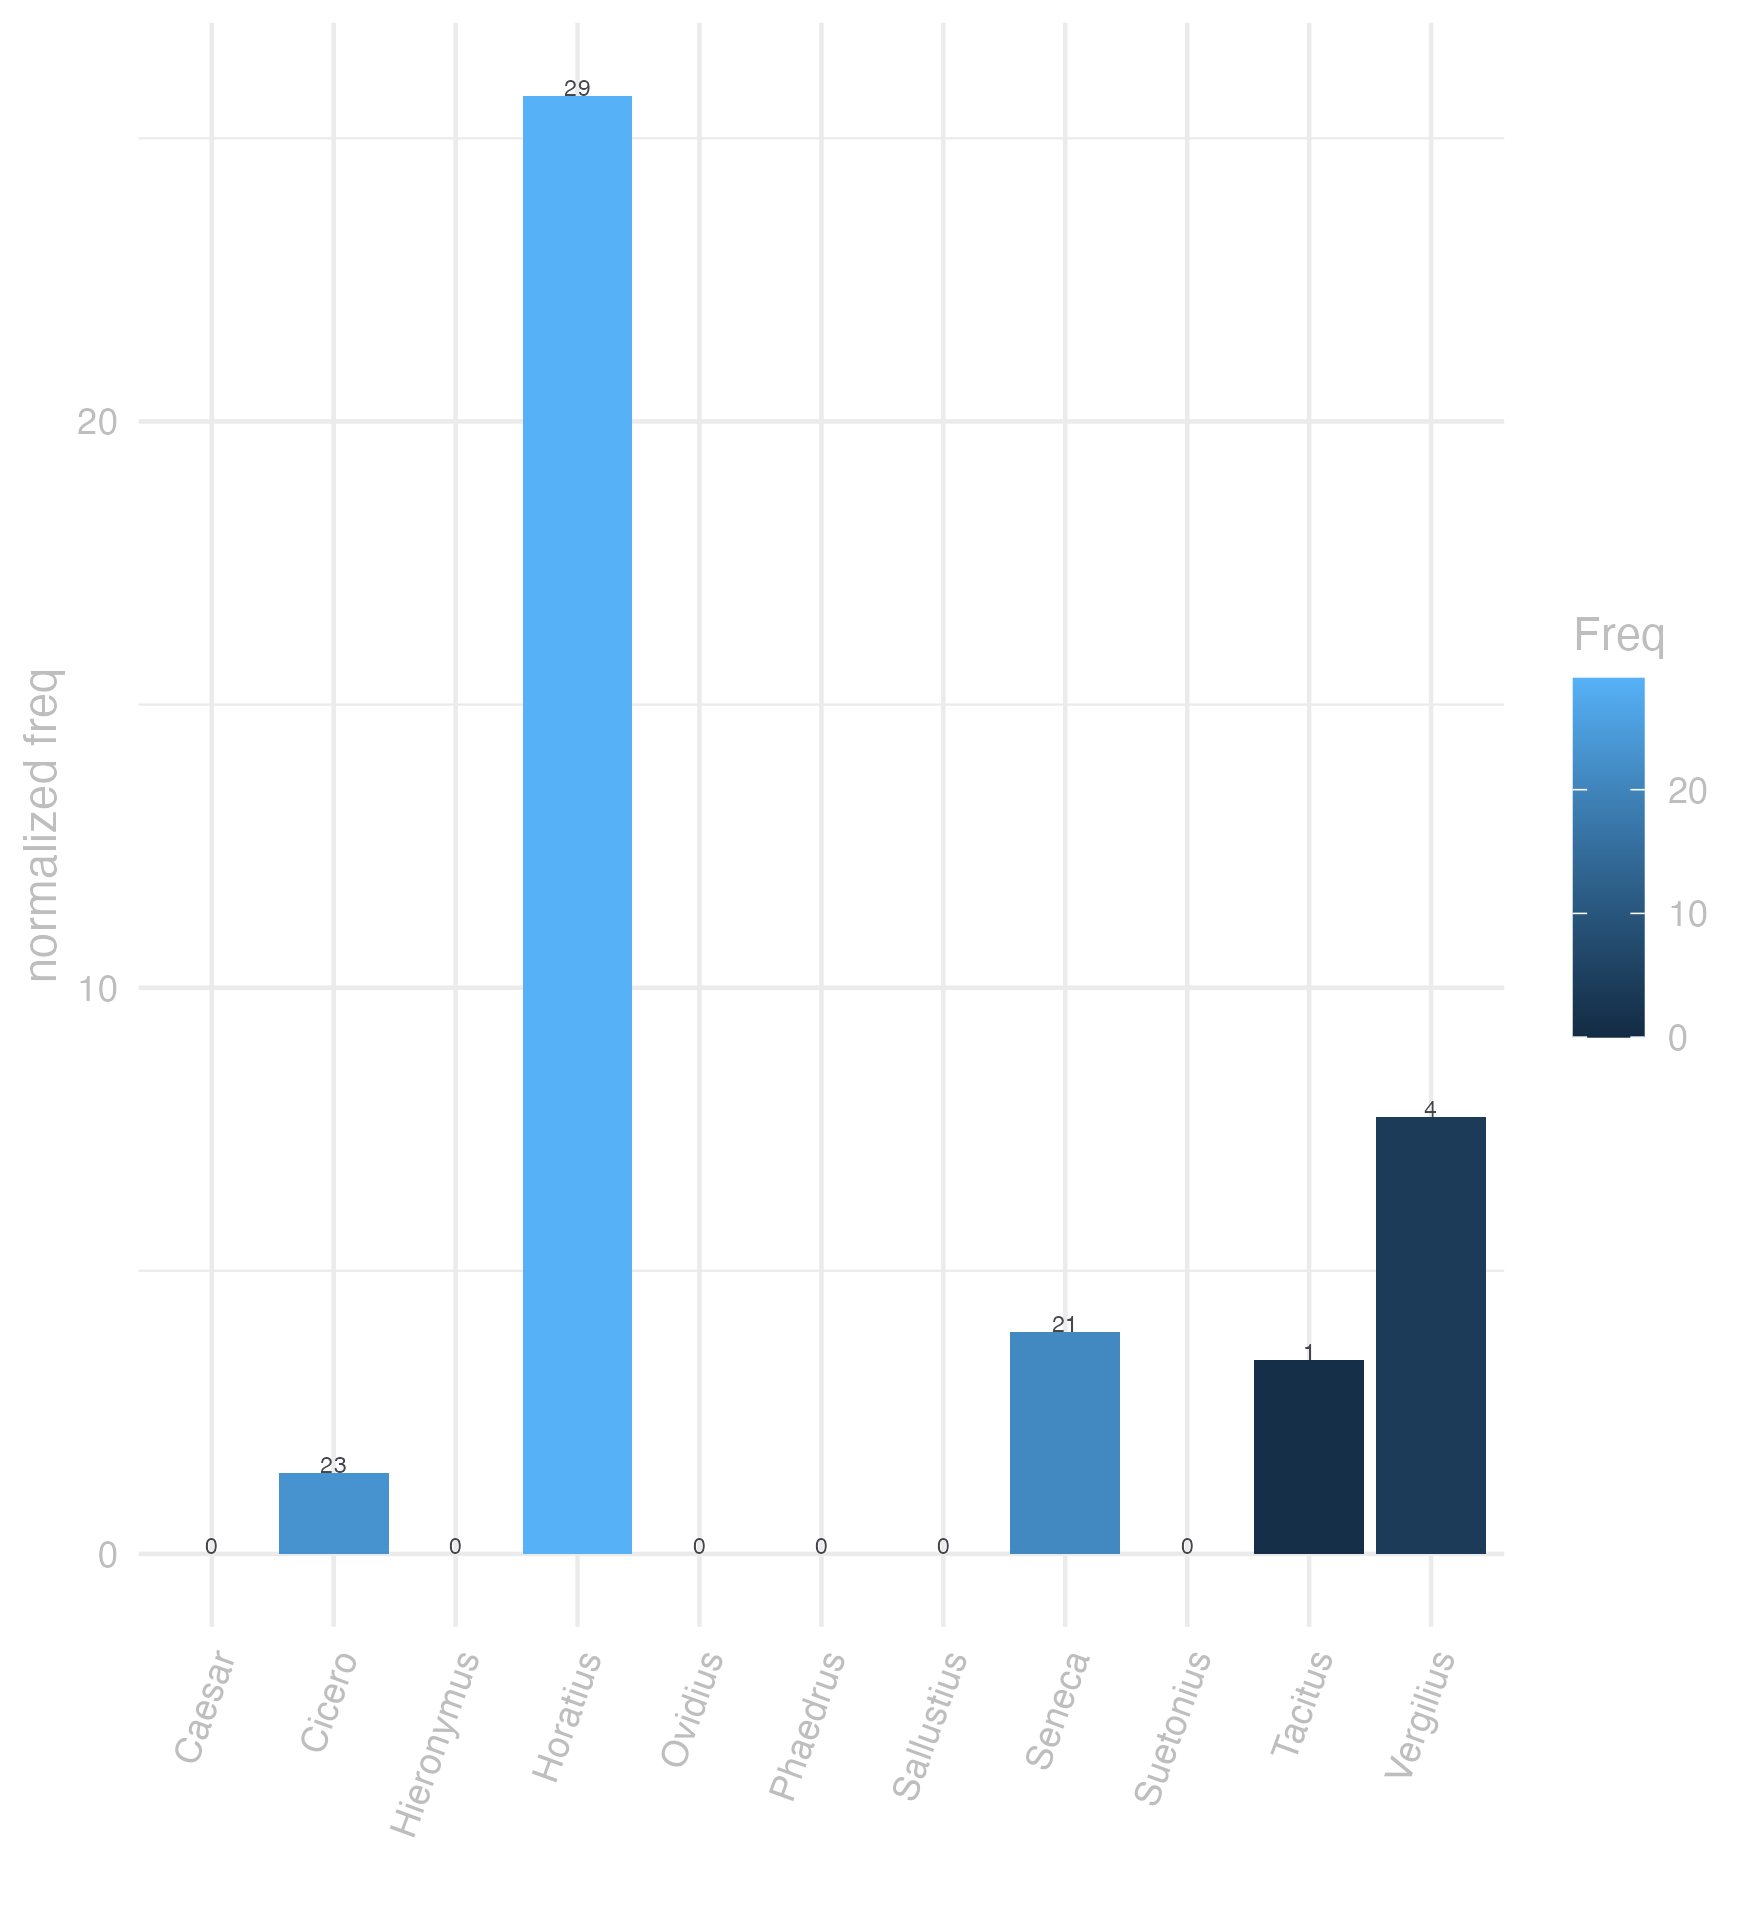 29
20
Freq
normalized freq
20
10
10
0
4
21
1
23
0
0
0
0
0
0
0
Caesar
Cicero
Hieronymus
Horatius
Ovidius
Phaedrus
Sallustius
Seneca
Suetonius
Tacitus
Vergilius